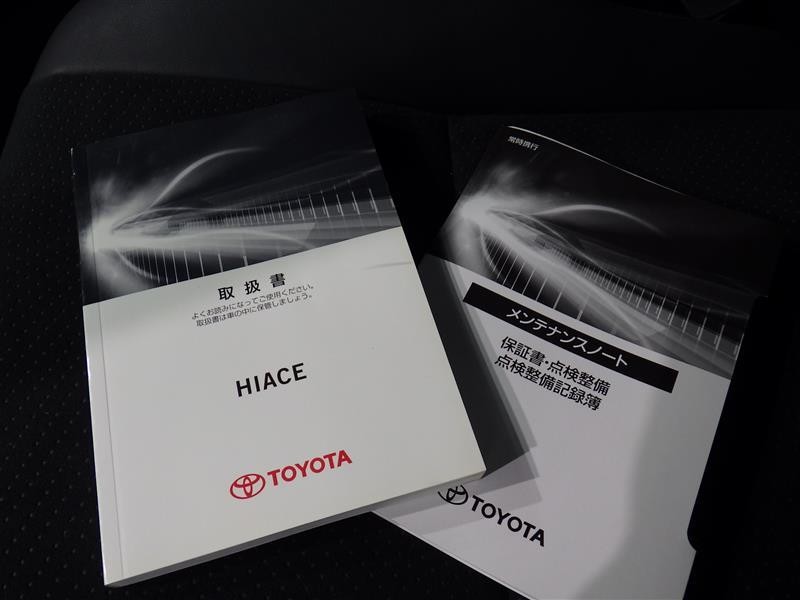 取扱書
よくお読みになってご使用ください。
取扱書は車の中に保管しましょう。
HIACE
TOYOTA
常時携行
メンテナンスノート
保証書・点検整備
点検整備記録簿
TOYOTA